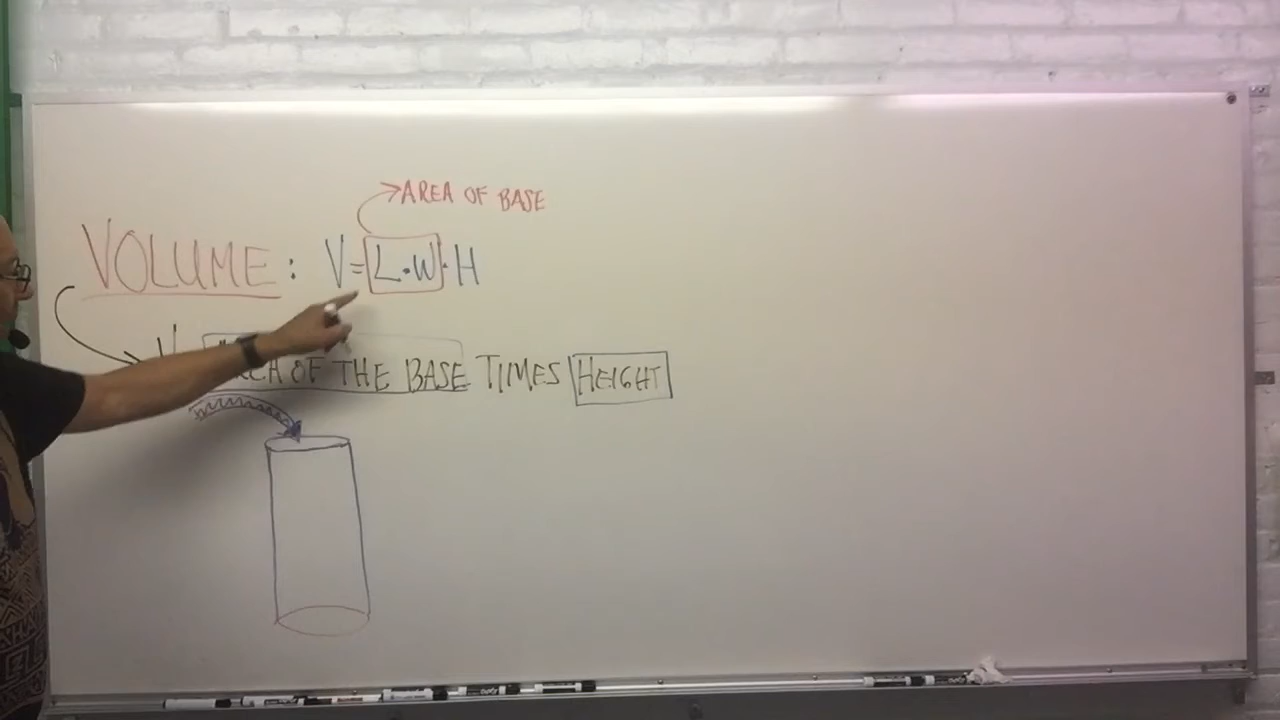 AREA OF BASE
VOLUME: V=L·W·H
V AREA OF THE BASE TIMES HEIGHT